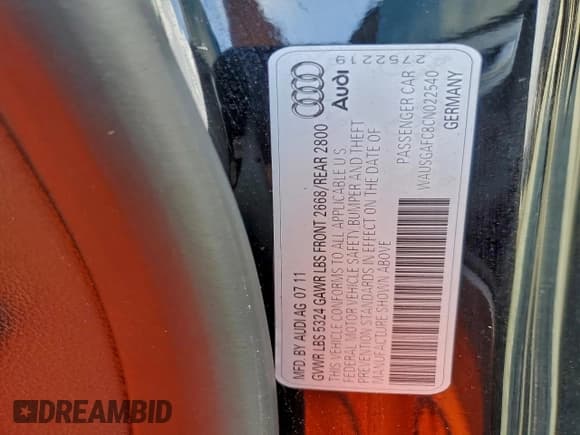 MFD. BY AUDI AG 07 11
GVWR LBS 5324 GAWR LBS FRONT 2668/REAR 2800
THIS VEHICLE CONFORMS TO ALL APPLICABLE U S
FEDERAL MOTOR VEHICLE SAFETY BUMPER AND THEFT
PREVENTION STANDARDS IN EFFECT ON THE DATE OF
MANUFACTURE SHOWN ABOVE
PASSENGER CAR
WAUSGAFC8CN022540
GERMANY
Audi
2752219
DREAMBID